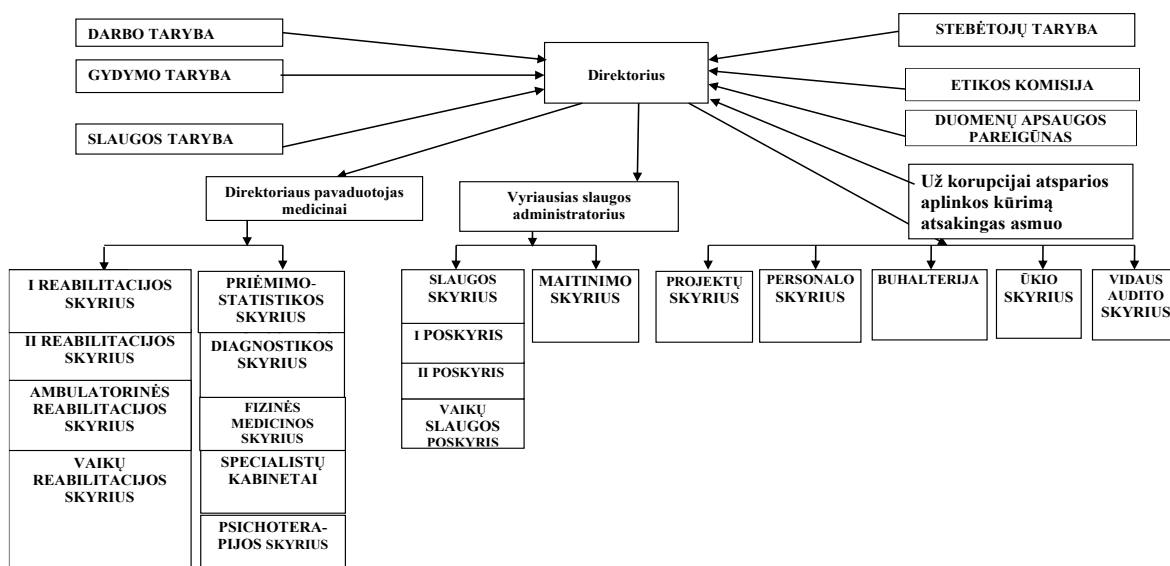 DARBO TARYBA
GYDYMO TARYBA
SLAUGOS TARYBA
Direktorius
STEBĖTOJŲ TARYBA
ETIKOS KOMISIJA
DUOMENŲ APSAUGOS
PAREIGŪNAS
Direktoriaus pavaduotojas
medicinai
Vyriausias slaugos
administratorius
Už korupcijai atsparios
aplinkos kūrimą
atsakingas asmuo
I REABILITACIJOS
SKYRIUS
II REABILITACIJOS
SKYRIUS
AMBULATORINĖS
REABILITACIJOS
SKYRIUS
VAIKŲ
REABILITACIJOS
SKYRIUS
PRIĖMIMO-
STATISTIKOS
SKYRIUS
DIAGNOSTIKOS
SKYRIUS
FIZINĖS
MEDICINOS
SKYRIUS
SPECIALISTŲ
KABINETAI
PSICHOTERA-
PIJOS SKYRIUS
SLAUGOS
SKYRIUS
I POSKYRIS
II POSKYRIS
VAIKŲ
SLAUGOS
POSKYRIS
MAITINIMO
SKYRIUS
PROJEKTŲ
SKYRIUS
PERSONALO
SKYRIUS
BUHALTERIJA
ŪKIO
SKYRIUS
VIDAUS
AUDITO
SKYRIUS